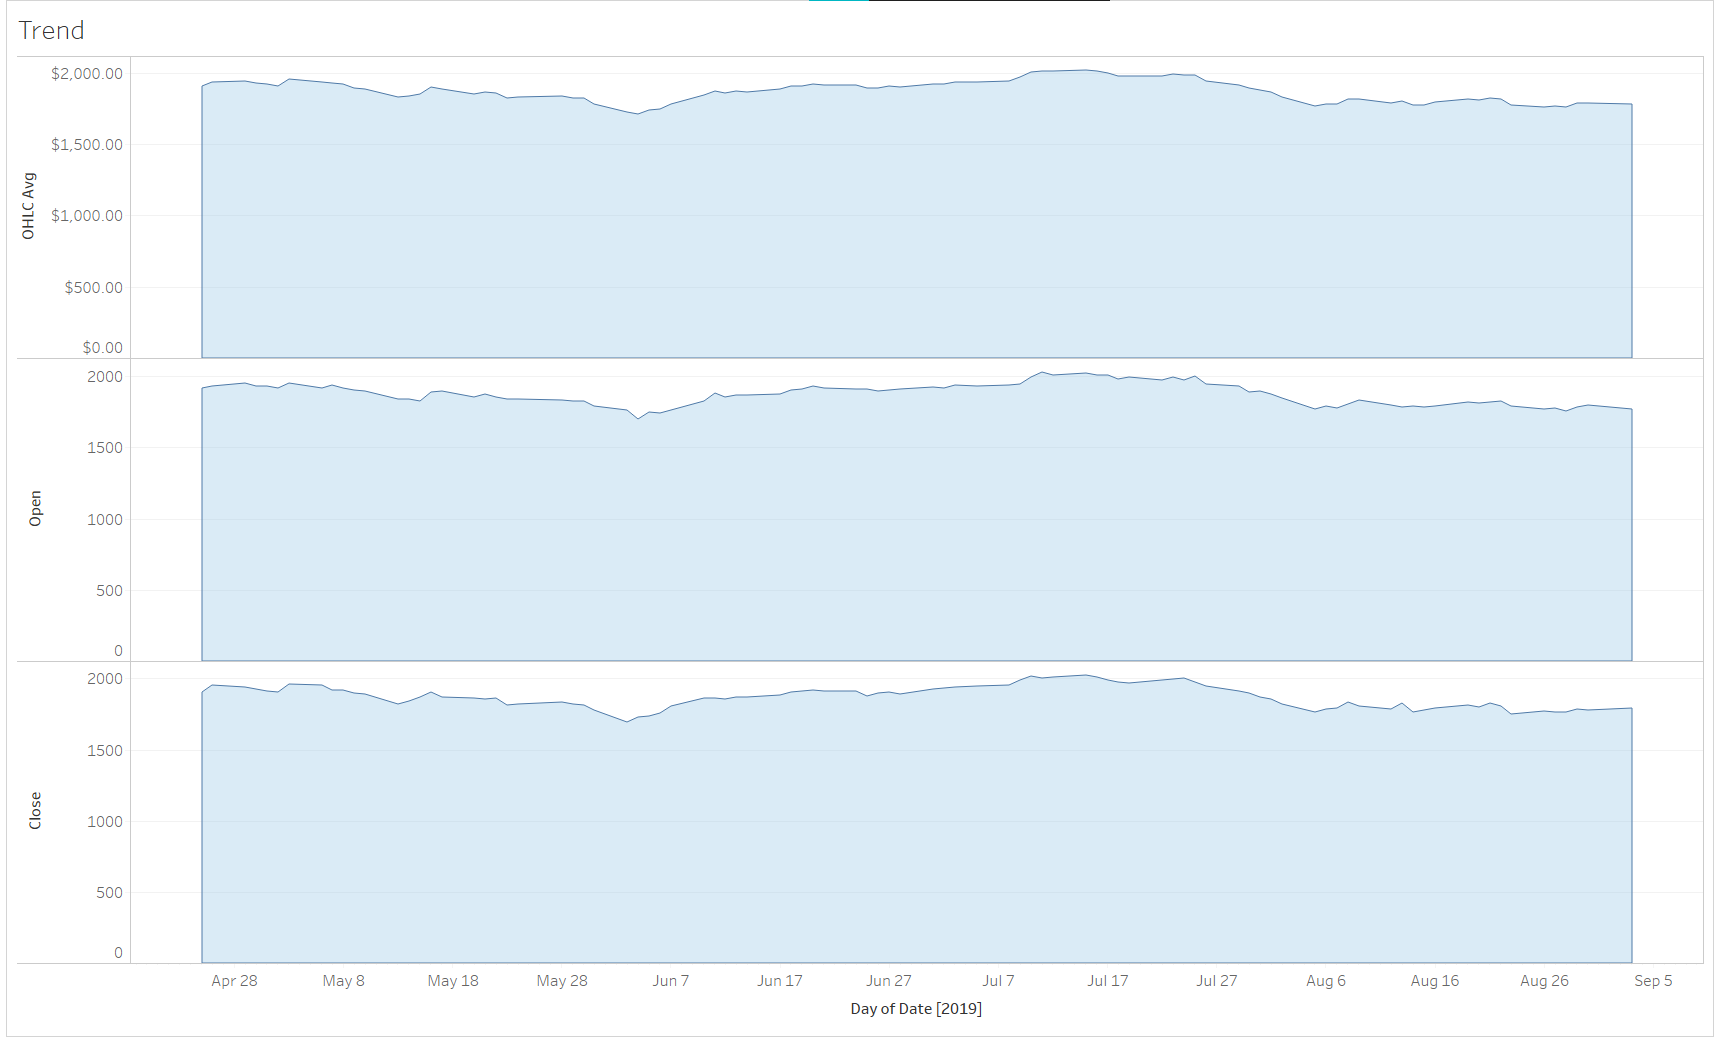 Trend
OHLC Avg
$2,000.00
$1,500.00
$1,000.00
$500.00
$0.00
Open
2000
1500
1000
500
0
Close
2000
1500
1000
500
0
Apr 28 May 8 May 18 May 28 Jun 7 Jun 17 Jun 27 Jul 7 Jul 17 Jul 27 Aug 6 Aug 16 Aug 26 Sep 5
Day of Date [2019]